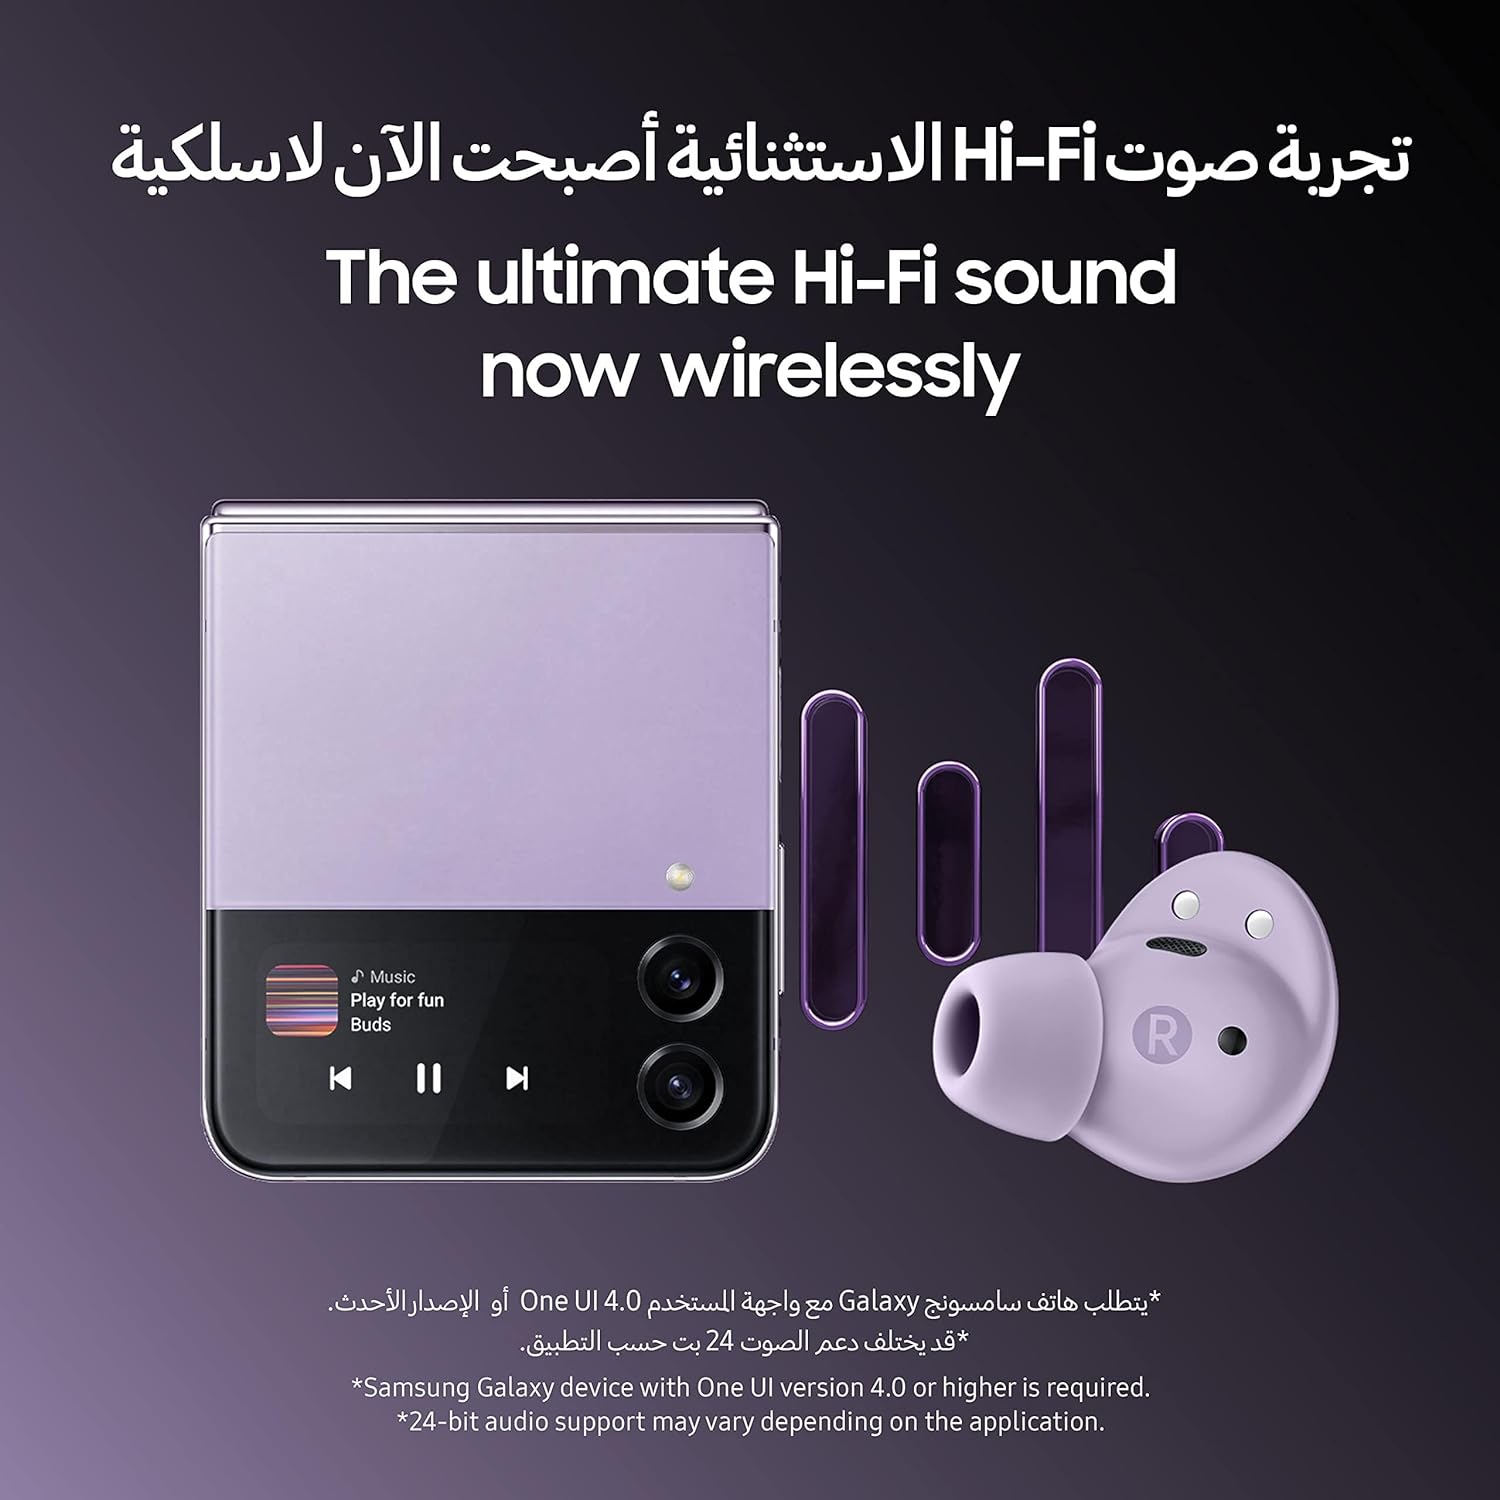 تجربة صوت Hi-Fi الاستثنائية أصبحت الآن لاسلكية
The ultimate Hi-Fi sound
now wirelessly
Music
Play for fun
Buds
R
*يتطلب هاتف سامسونج Galaxy مع واجهة المستخدم One UI 4.0 أو الإصدار الأحدث.
*قد يختلف دعم الصوت 24 بت حسب التطبيق.
*Samsung Galaxy device with One UI version 4.0 or higher is required.
*24-bit audio support may vary depending on the application.